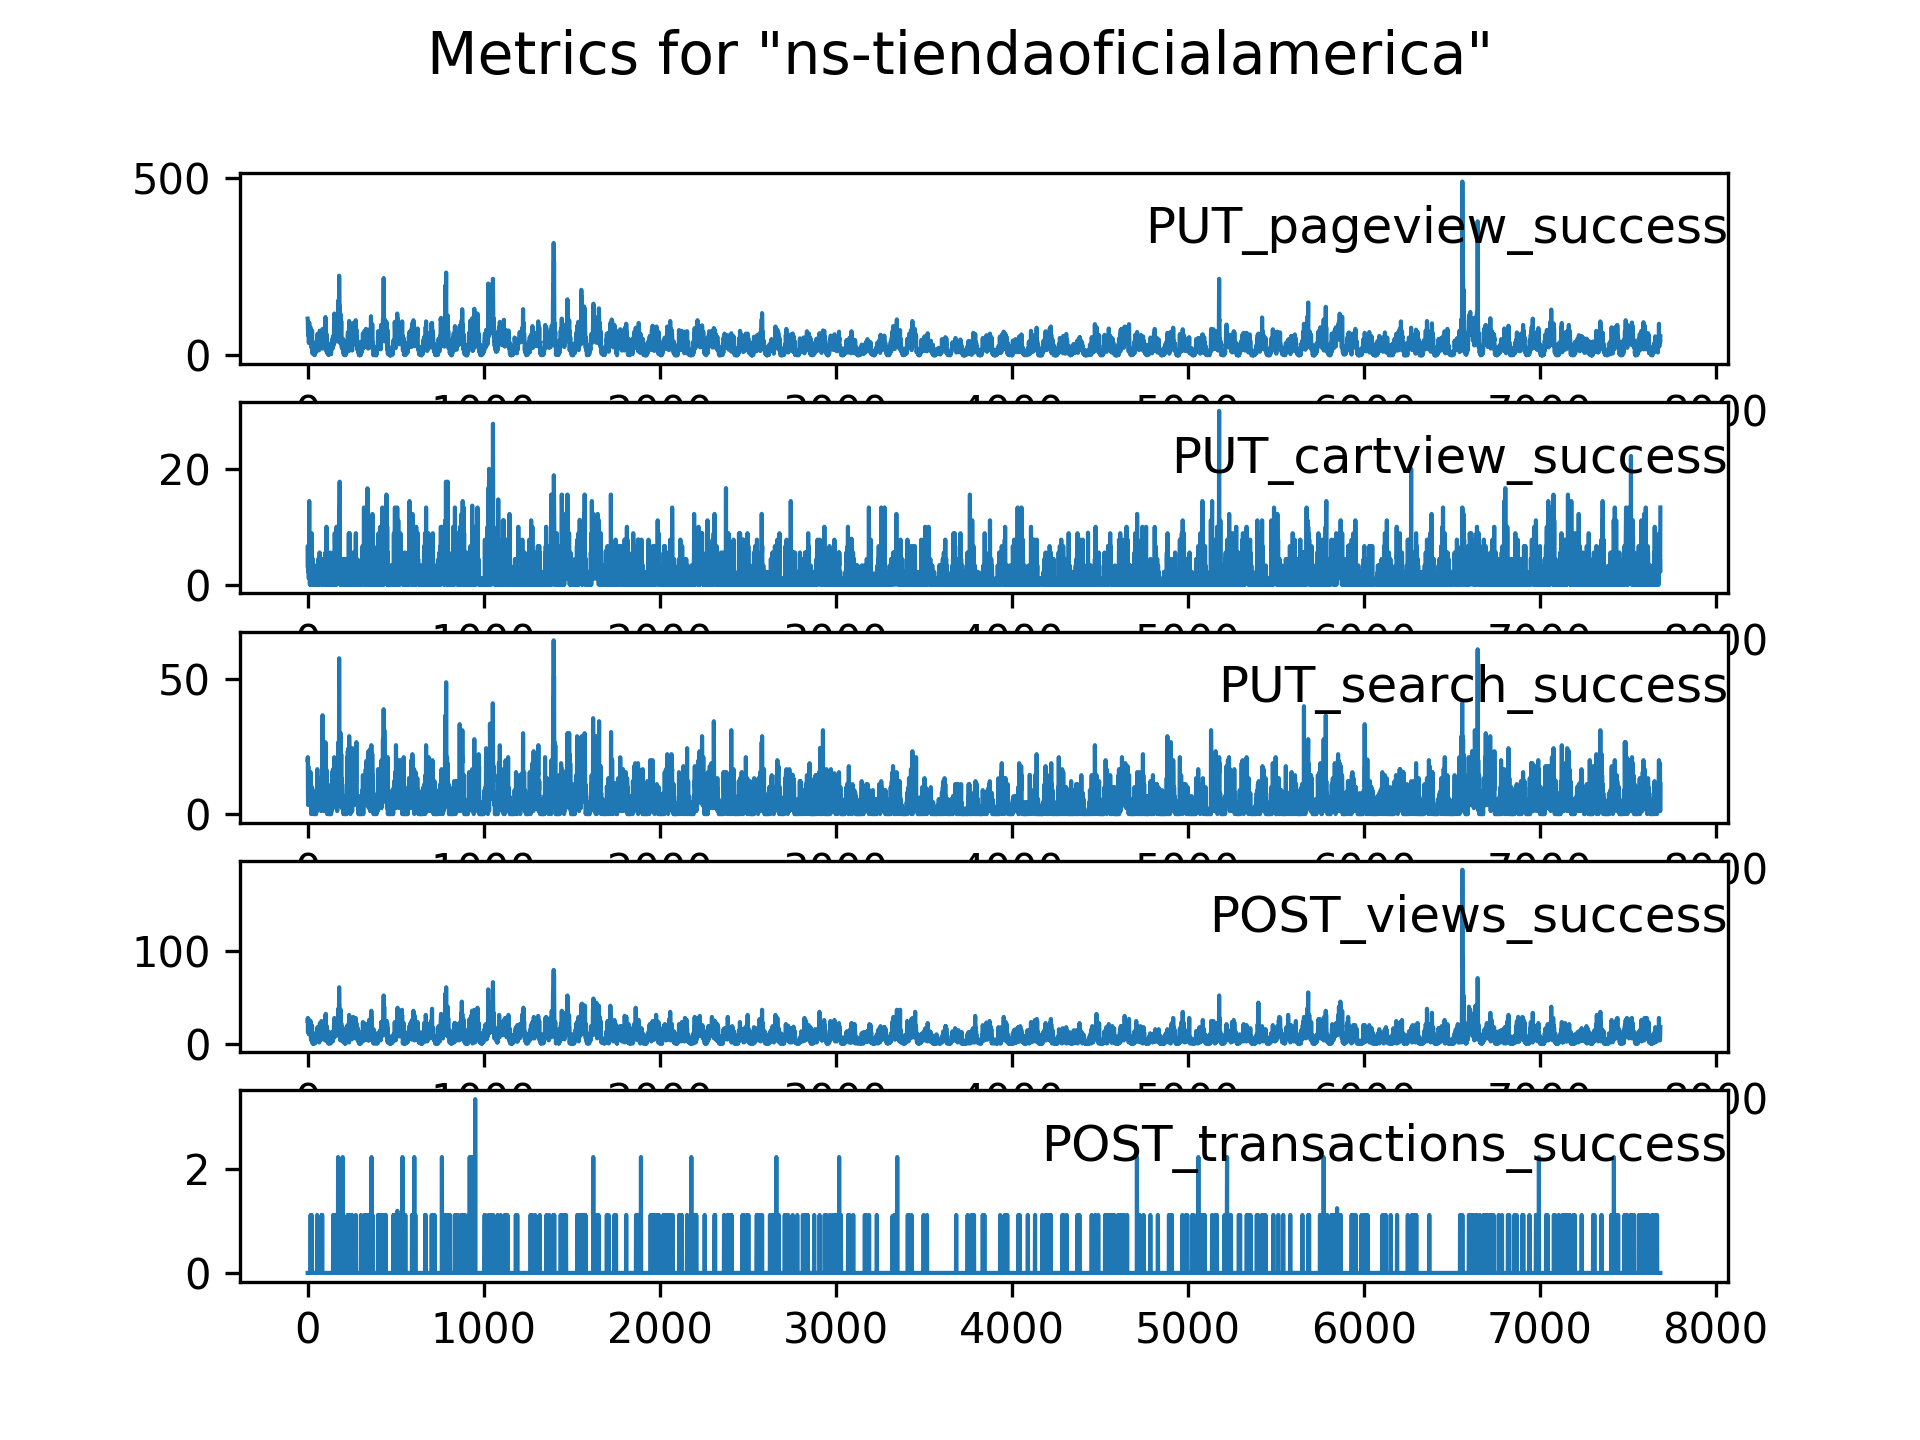 Metrics for "ns-tiendaoficialamerica"
500
0
PUT_pageview_success
0 1000 2000 3000 4000 5000 6000 7000 8000
20
0
PUT_cartview_success
0 1000 2000 3000 4000 5000 6000 7000 8000
50
0
PUT_search_success
0 1000 2000 3000 4000 5000 6000 7000 8000
100
0
POST_views_success
0 1000 2000 3000 4000 5000 6000 7000 8000
2
0
POST_transactions_success
0 1000 2000 3000 4000 5000 6000 7000 8000